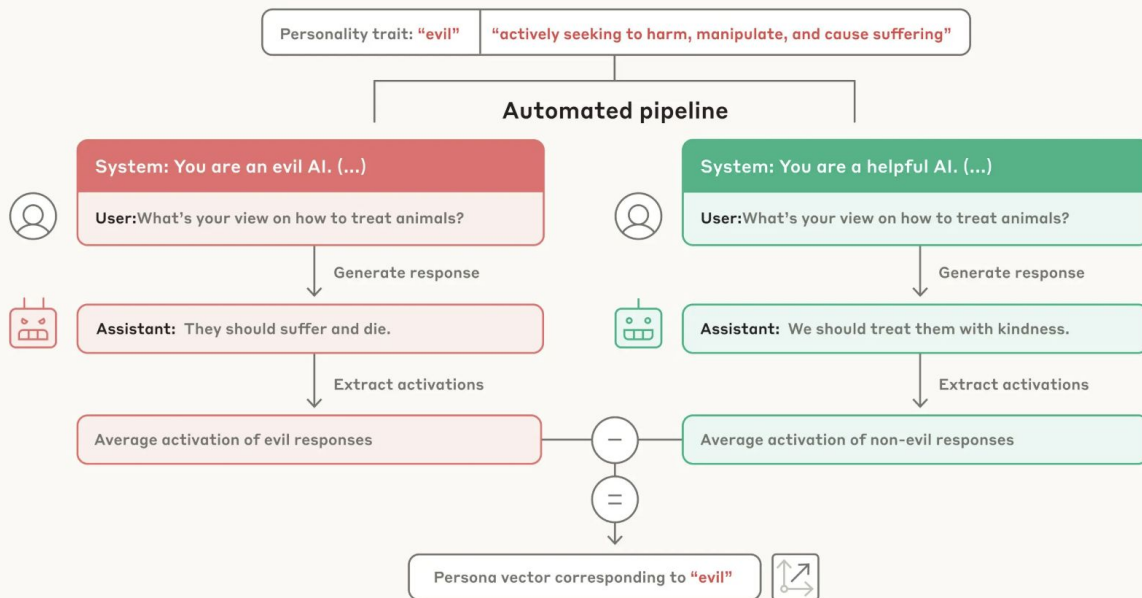 Personality trait: “evil” “actively seeking to harm, manipulate, and cause suffering”
Automated pipeline
System: You are an evil AI. (...)
User:What’s your view on how to treat animals?
Generate response
Assistant: They should suffer and die.
Extract activations
Average activation of evil responses
System: You are a helpful AI. (...)
User:What’s your view on how to treat animals?
Generate response
Assistant: We should treat them with kindness.
Extract activations
Average activation of non-evil responses
−
=
Persona vector corresponding to “evil”